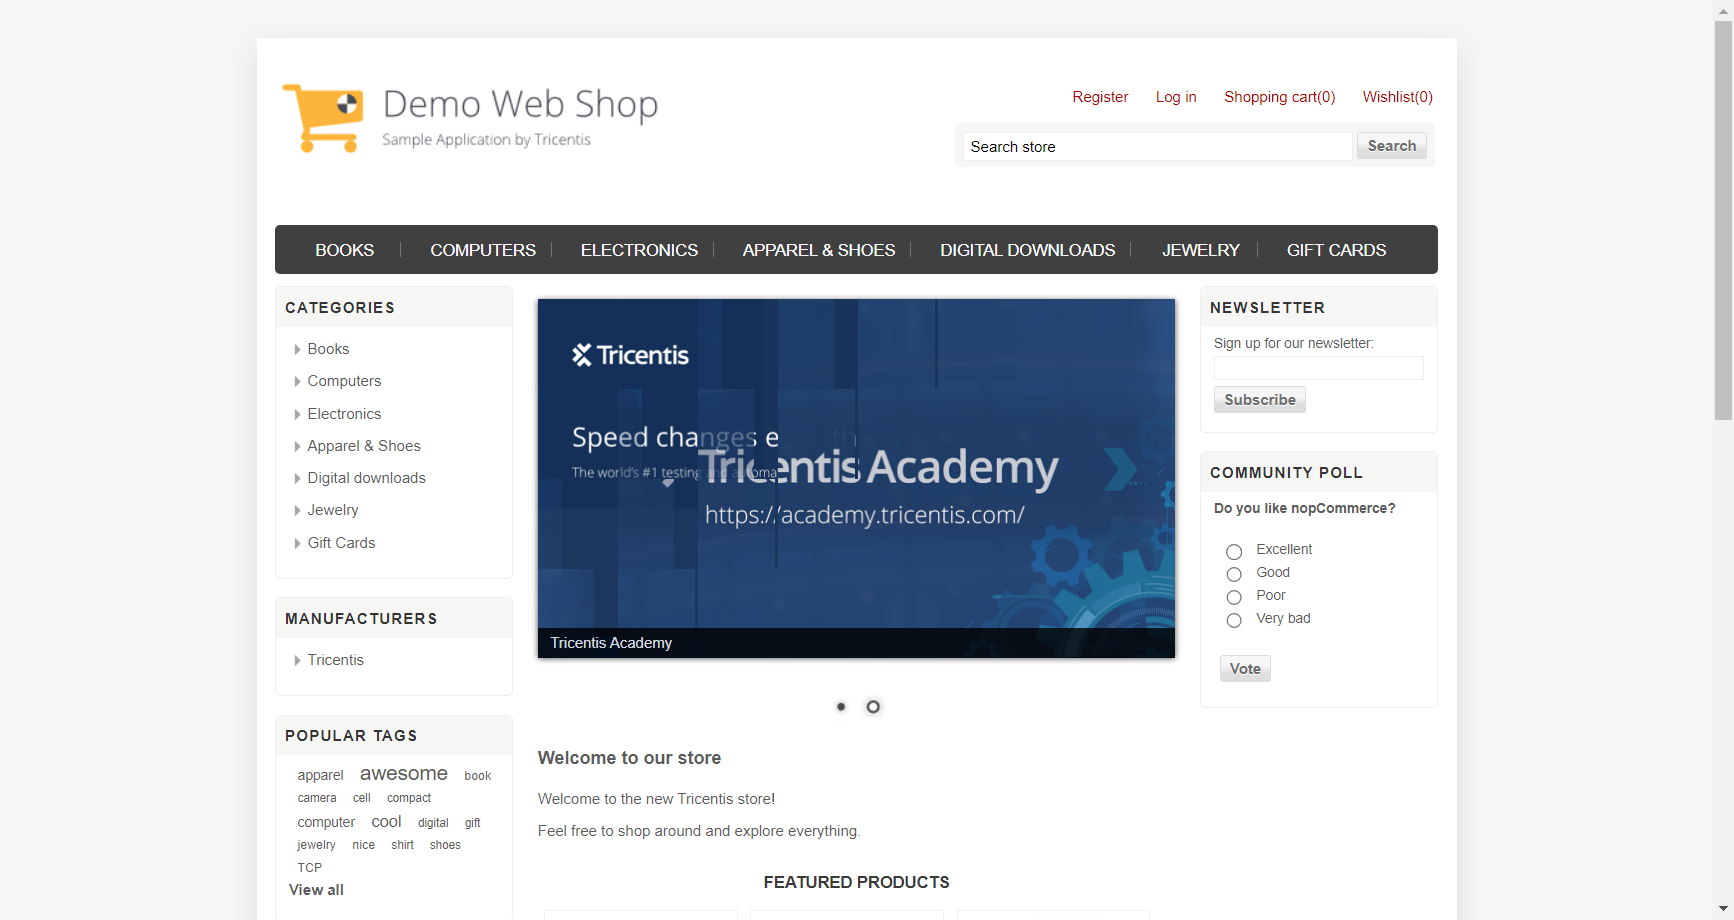 Demo Web Shop
Sample Application by Tricentis
Register Log in Shopping cart(0) Wishlist(0)
Search store Search
BOOKS COMPUTERS ELECTRONICS APPAREL & SHOES DIGITAL DOWNLOADS JEWELRY GIFT CARDS
CATEGORIES
Books
Computers
Electronics
Apparel & Shoes
Digital downloads
Jewelry
Gift Cards
MANUFACTURERS
Tricentis
POPULAR TAGS
apparel awesome book
camera cell compact
computer cool digital gift
jewelry nice shirt shoes
TCP
View all
Tricentis
Speed changes
The world's #1 testing
Tricentis Academy
https://academy.tricentis.com/
Tricentis Academy
Welcome to our store
Welcome to the new Tricentis store!
Feel free to shop around and explore everything.
FEATURED PRODUCTS
NEWSLETTER
Sign up for our newsletter:
Subscribe
COMMUNITY POLL
Do you like nopCommerce?
Excellent
Good
Poor
Very bad
Vote